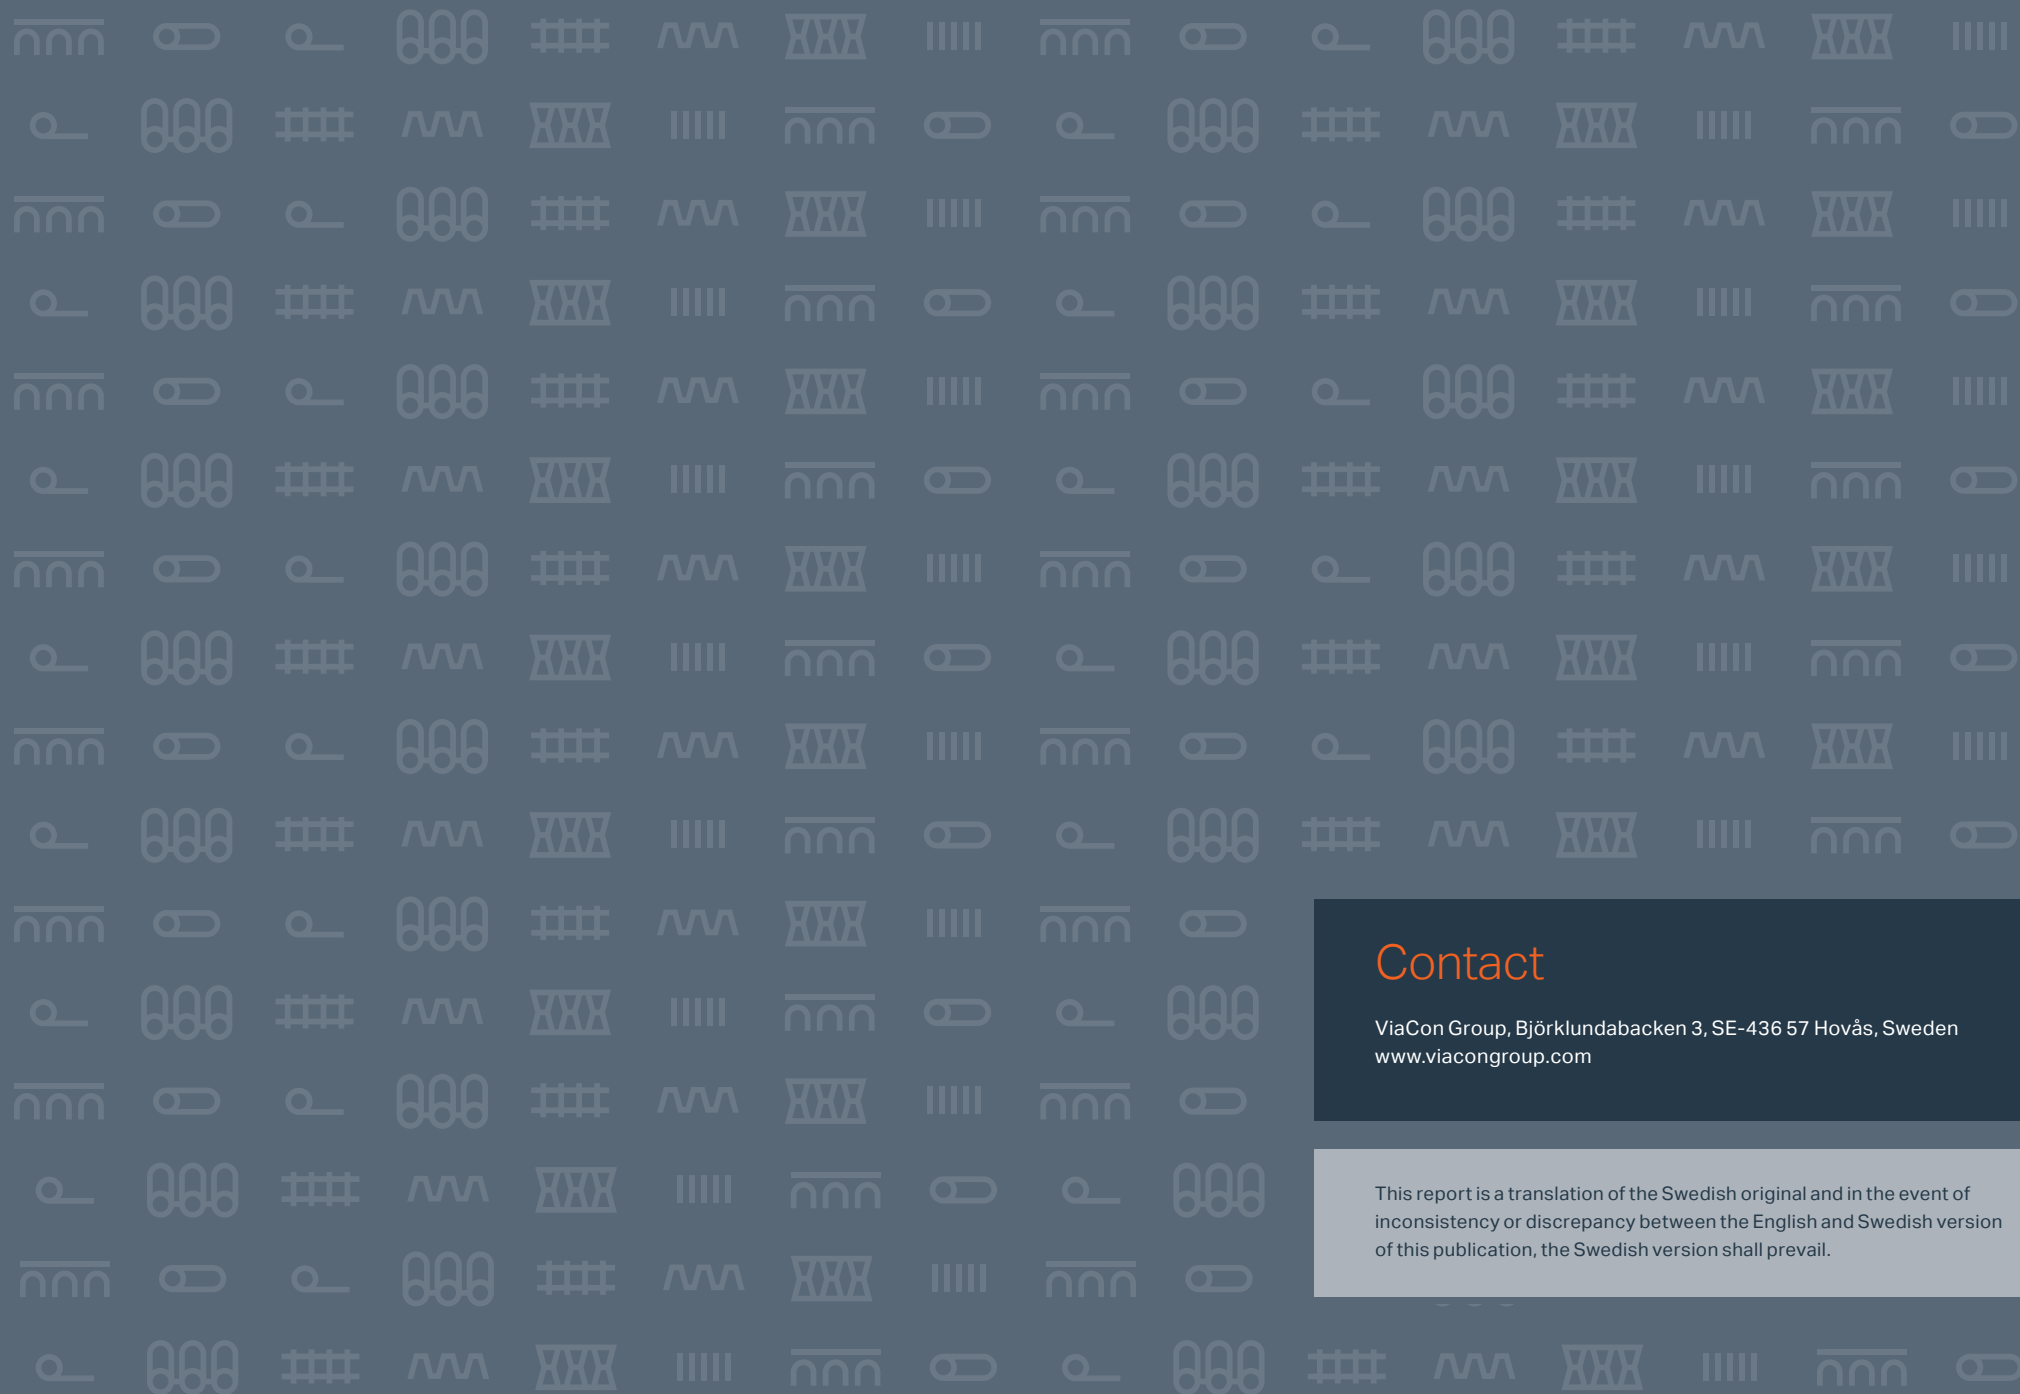 Contact
ViaCon Group, Björklundabacken 3, SE-436 57 Hovås, Sweden
www.viacongroup.com
This report is a translation of the Swedish original and in the event of
inconsistency or discrepancy between the English and Swedish version
of this publication, the Swedish version shall prevail.